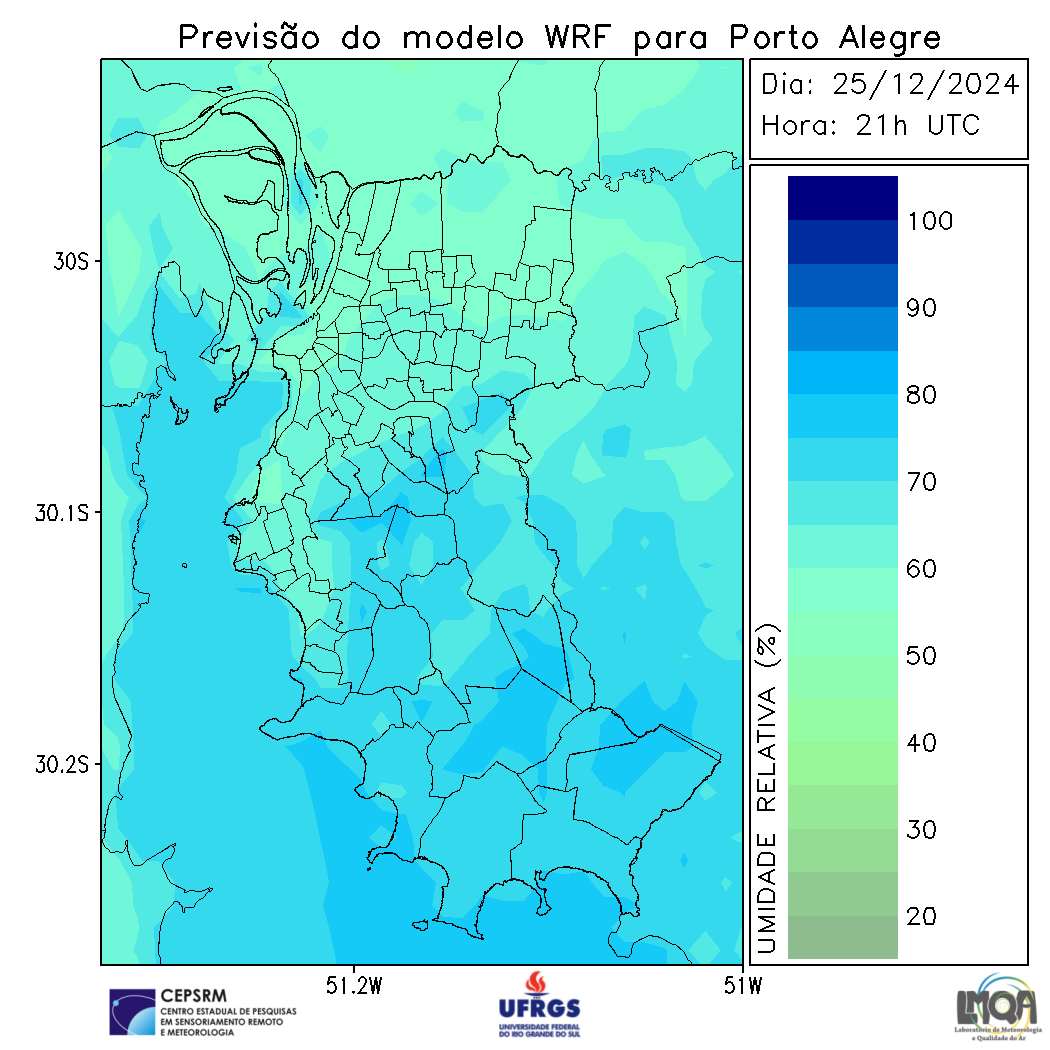 Previsão do modelo WRF para Porto Alegre
Dia: 25/12/2024
Hora: 21h UTC
100
90
80
70
60
50
40
30
20
UMIDADE RELATIVA (%)
30S
30.1S
30.2S
51.2W
51W
CEPSRM
CENTRO ESTADUAL DE PESQUISAS
EM SENSORIAMENTO REMOTO
E METEOROLOGIA
UFRGS
UNIVERSIDADE FEDERAL
DO RIO GRANDE DO SUL
LMQA
Laboratório de Meteorologia
e Qualidade do Ar